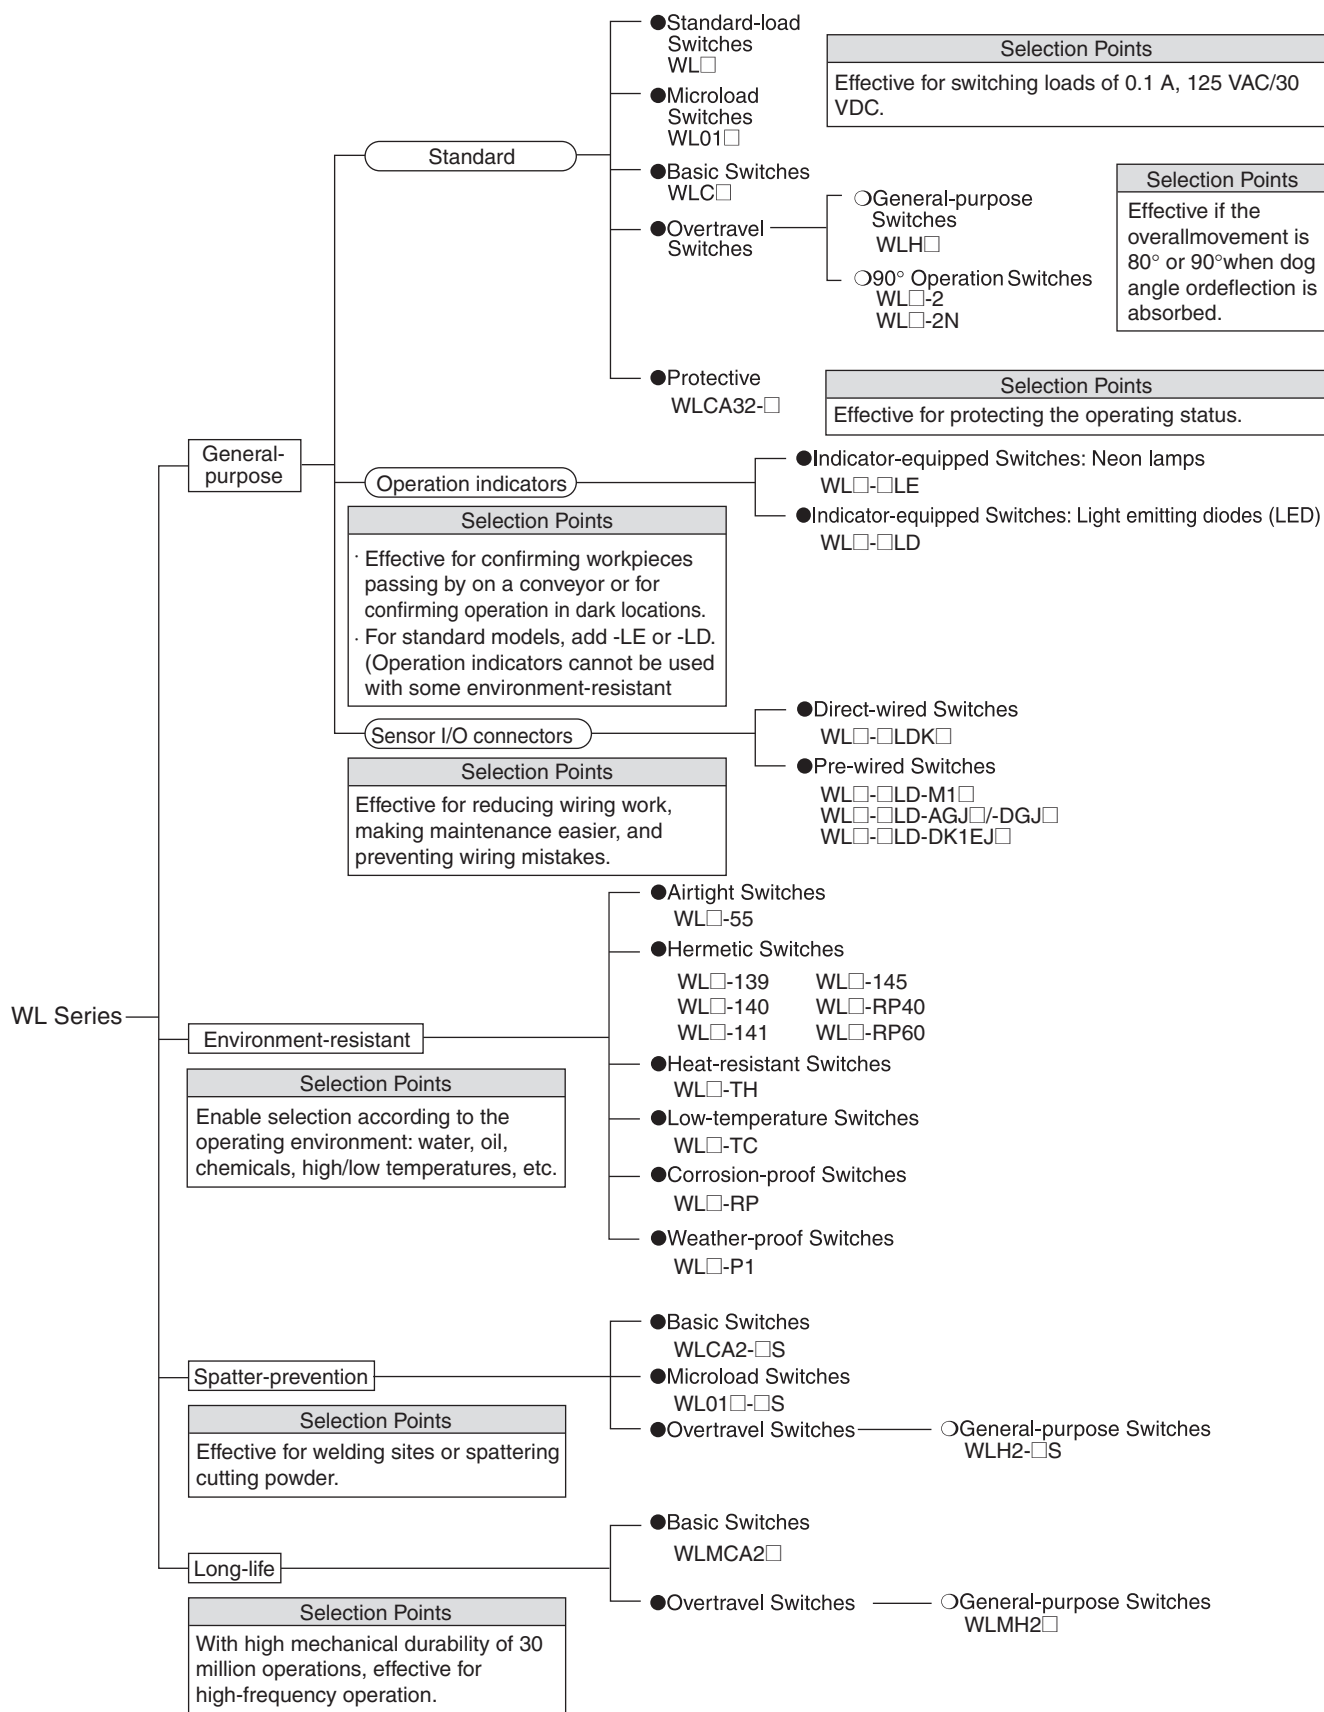 WL Series
General-
purpose
Standard
●Standard-load
Switches
WL□
●Microload
Switches
WL01□
Selection Points
Effective for switching loads of 0.1 A, 125 VAC/30
VDC.
●Basic Switches
WLC□
●Overtravel
Switches
○General-purpose
Switches
WLH□
○90° Operation Switches
WL□-2
WL□-2N
Selection Points
Effective if the
overallmovement is
80° or 90°when dog
angle ordeflection is
absorbed.
●Protective
WLCA32-□
Selection Points
Effective for protecting the operating status.
Operation indicators
●Indicator-equipped Switches: Neon lamps
WL□-□LE
●Indicator-equipped Switches: Light emitting diodes (LED)
WL□-□LD
Selection Points
· Effective for confirming workpieces
passing by on a conveyor or for
confirming operation in dark locations.
· For standard models, add -LE or -LD.
(Operation indicators cannot be used
with some environment-resistant
Sensor I/O connectors
●Direct-wired Switches
WL□-□LDK□
●Pre-wired Switches
WL□-□LD-M1□
WL□-□LD-AGJ□/-DGJ□
WL□-□LD-DK1EJ□
Selection Points
Effective for reducing wiring work,
making maintenance easier, and
preventing wiring mistakes.
Environment-resistant
Selection Points
Enable selection according to the
operating environment: water, oil,
chemicals, high/low temperatures, etc.
●Airtight Switches
WL□-55
●Hermetic Switches
WL□-139 WL□-145
WL□-140 WL□-RP40
WL□-141 WL□-RP60
●Heat-resistant Switches
WL□-TH
●Low-temperature Switches
WL□-TC
●Corrosion-proof Switches
WL□-RP
●Weather-proof Switches
WL□-P1
Spatter-prevention
Selection Points
Effective for welding sites or spattering
cutting powder.
●Basic Switches
WLCA2-□S
●Microload Switches
WL01□-□S
●Overtravel Switches
○General-purpose Switches
WLH2-□S
Long-life
Selection Points
With high mechanical durability of 30
million operations, effective for
high-frequency operation.
●Basic Switches
WLMCA2□
●Overtravel Switches
○General-purpose Switches
WLMH2□